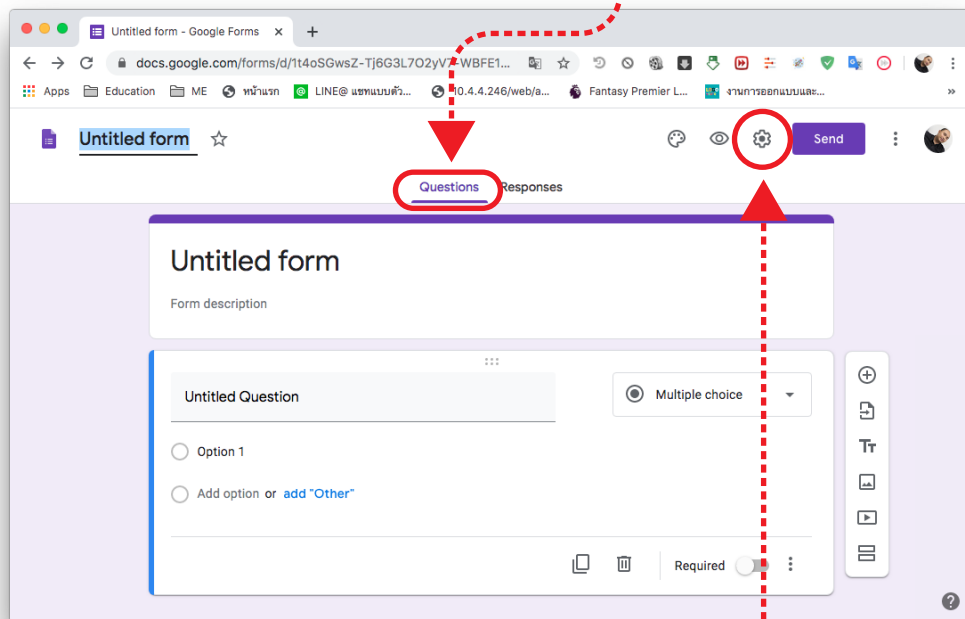 Untitled form - Google Forms
docs.google.com/forms/d/1t4oSGwsZ-Tj6G3L7O2yV7-WBFE1...
Apps Education ME หน้าแรก LINE@ แชทแบบตัว... 10.4.4.246/web/a... Fantasy Premier L... งานการออกแบบและ... »
Untitled form Send
Questions Responses
Untitled form
Form description
Untitled Question Multiple choice
Option 1
Add option or add "Other"
Required